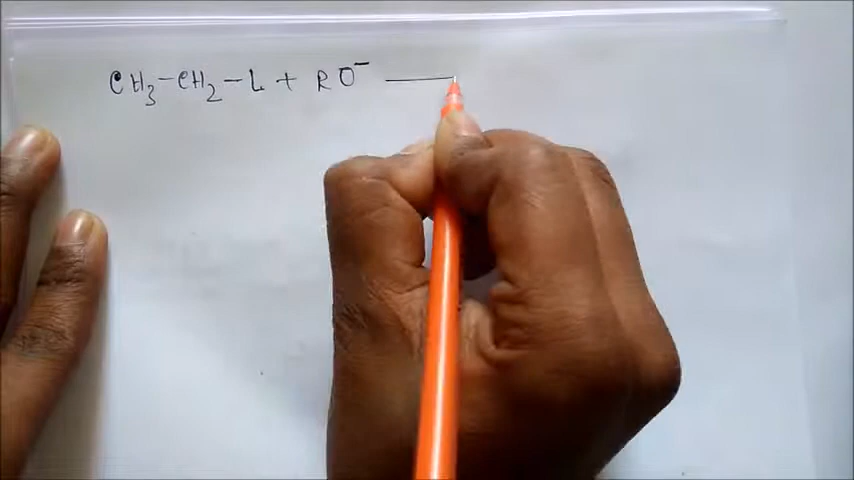 CH₃-CH₂-L + RO⁻ —